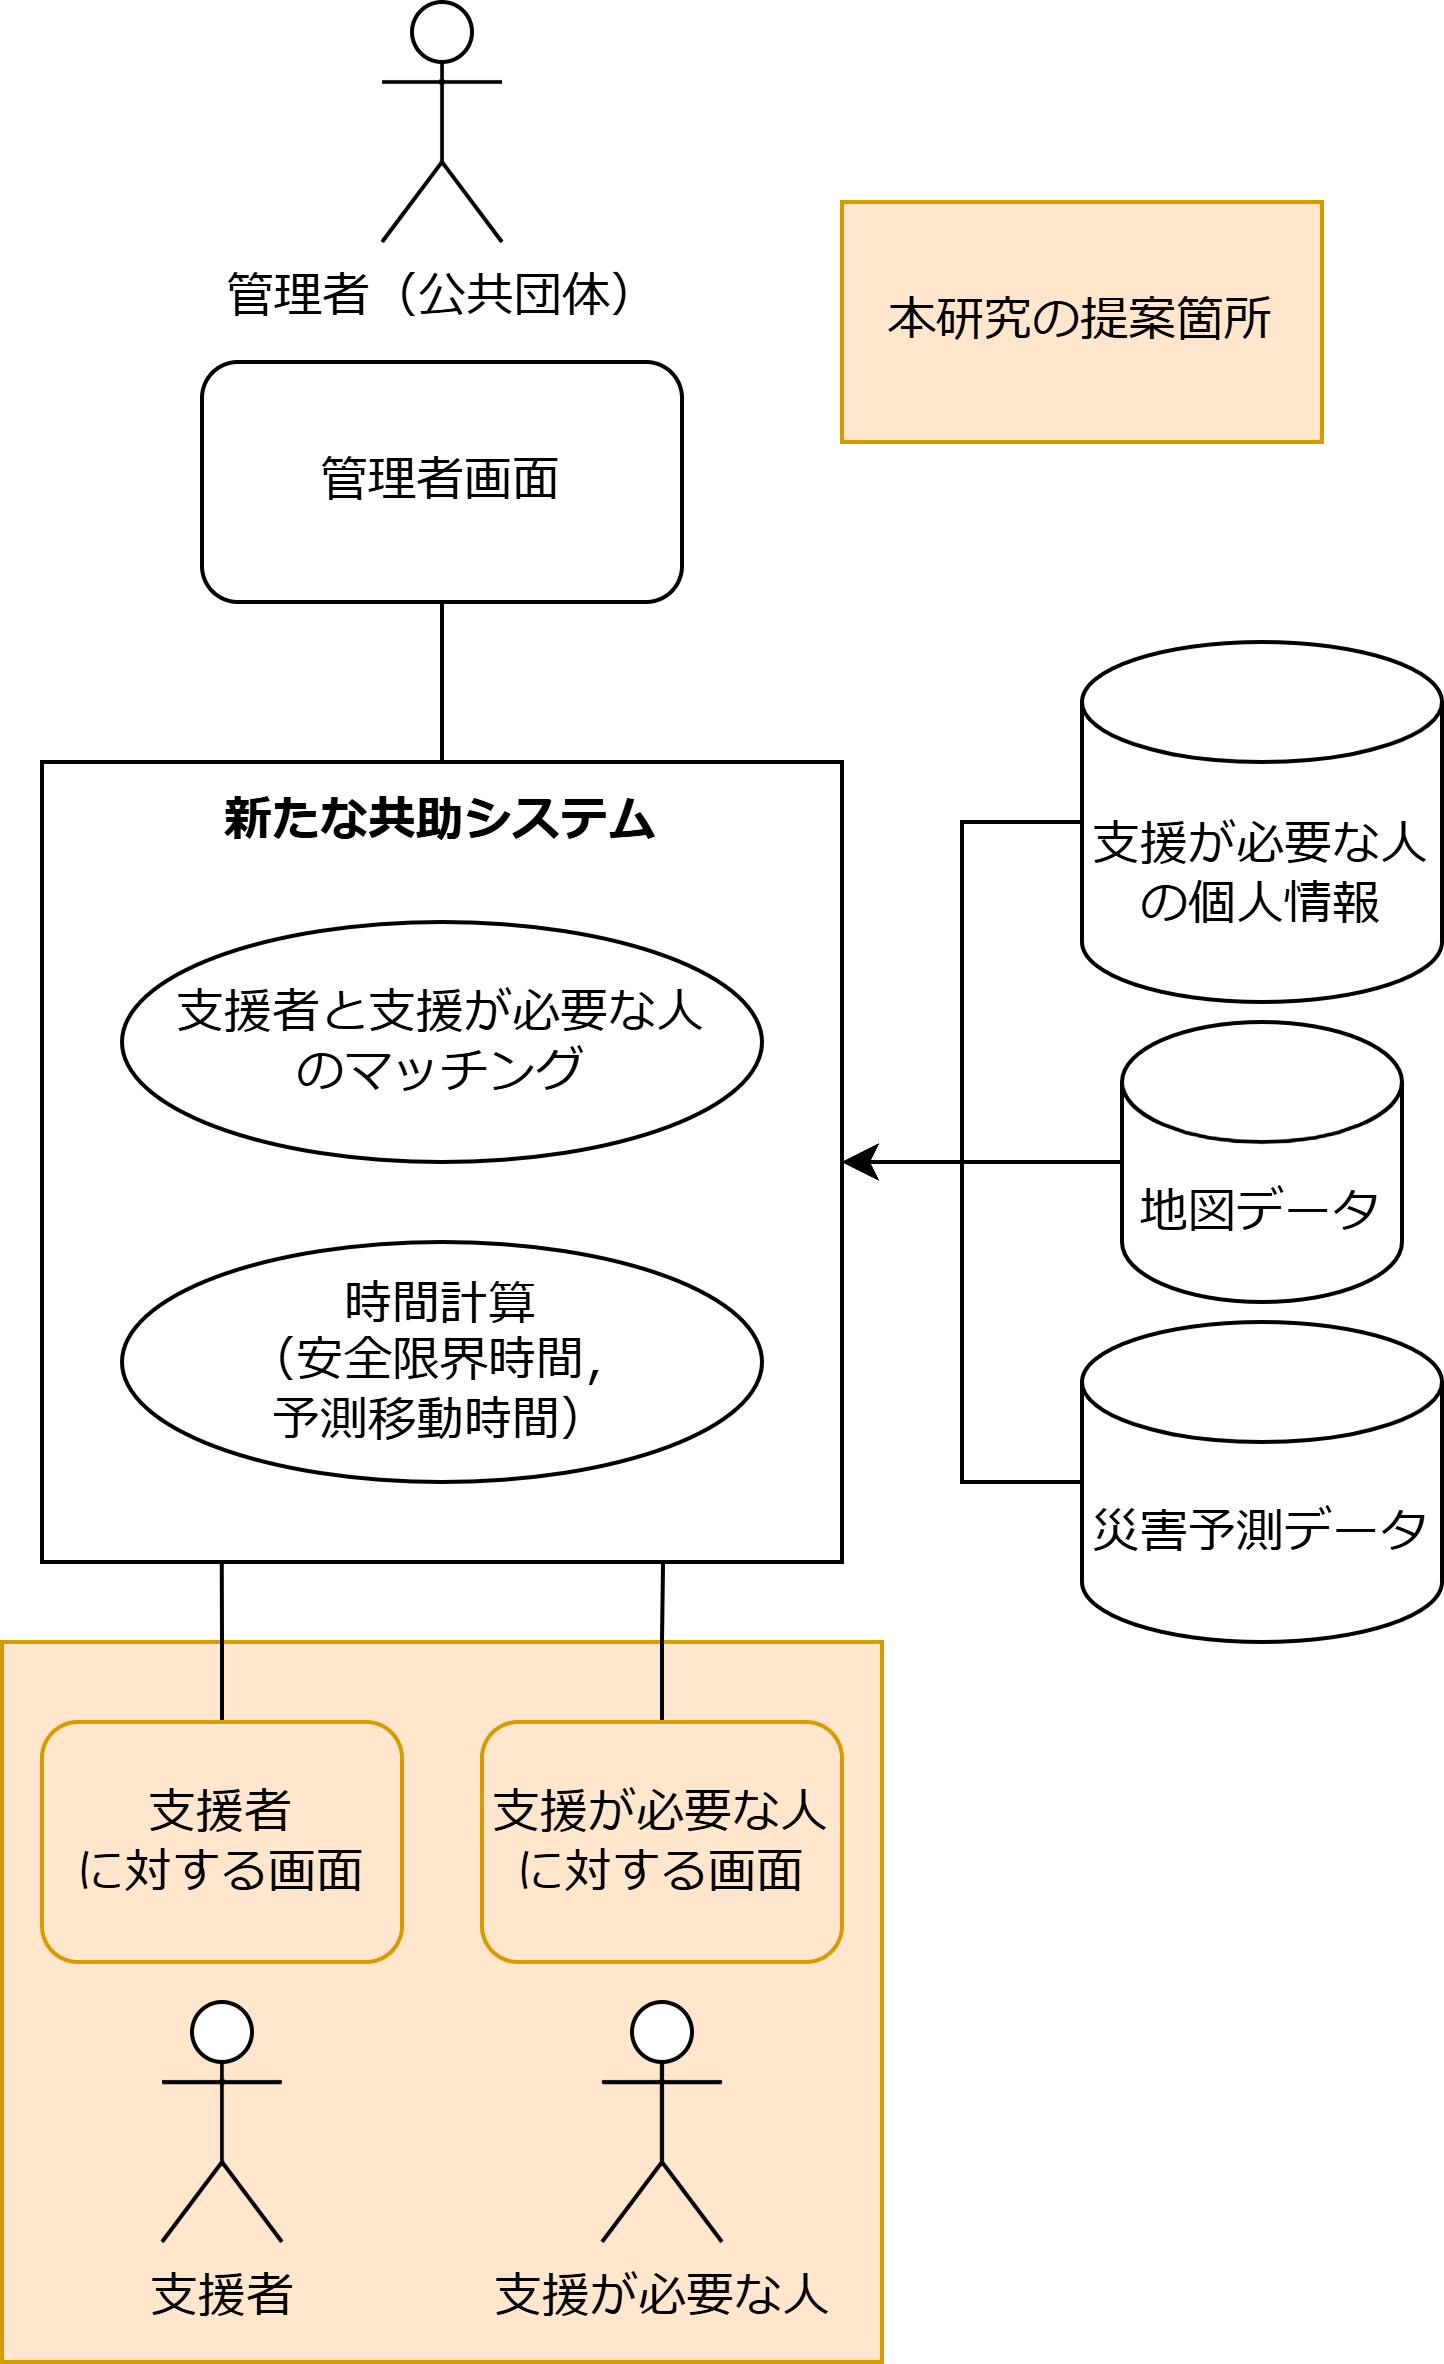 管理者（公共団体）
本研究の提案箇所
管理者画面
新たな共助システム
支援者と支援が必要な人
のマッチング
時間計算
（安全限界時間，
予測移動時間）
支援が必要な人
の個人情報
地図データ
災害予測データ
支援者
に対する画面
支援が必要な人
に対する画面
支援者
支援が必要な人